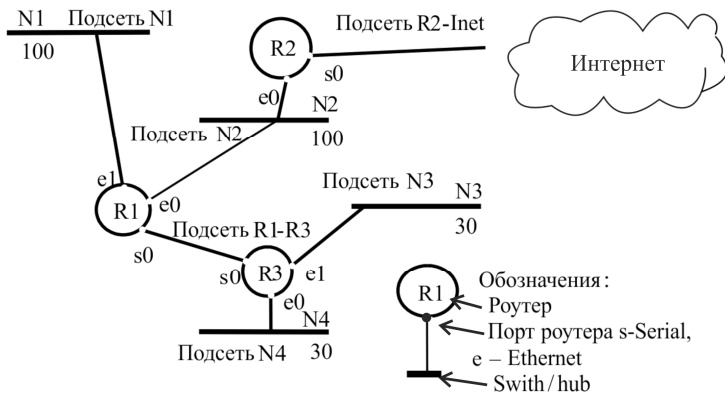 N1 Подсеть N1
100
R2
Подсеть R2-Inet
s0
e0
N2
Подсеть N2
100
Интернет
e1
R1
e0
s0
Подсеть R1-R3
Подсеть N3
N3
30
s0
R3
e1
e0
N4
Подсеть N4
30
R1
Обозначения:
Роутер
Порт роутера s-Serial,
e – Ethernet
Swith/hub